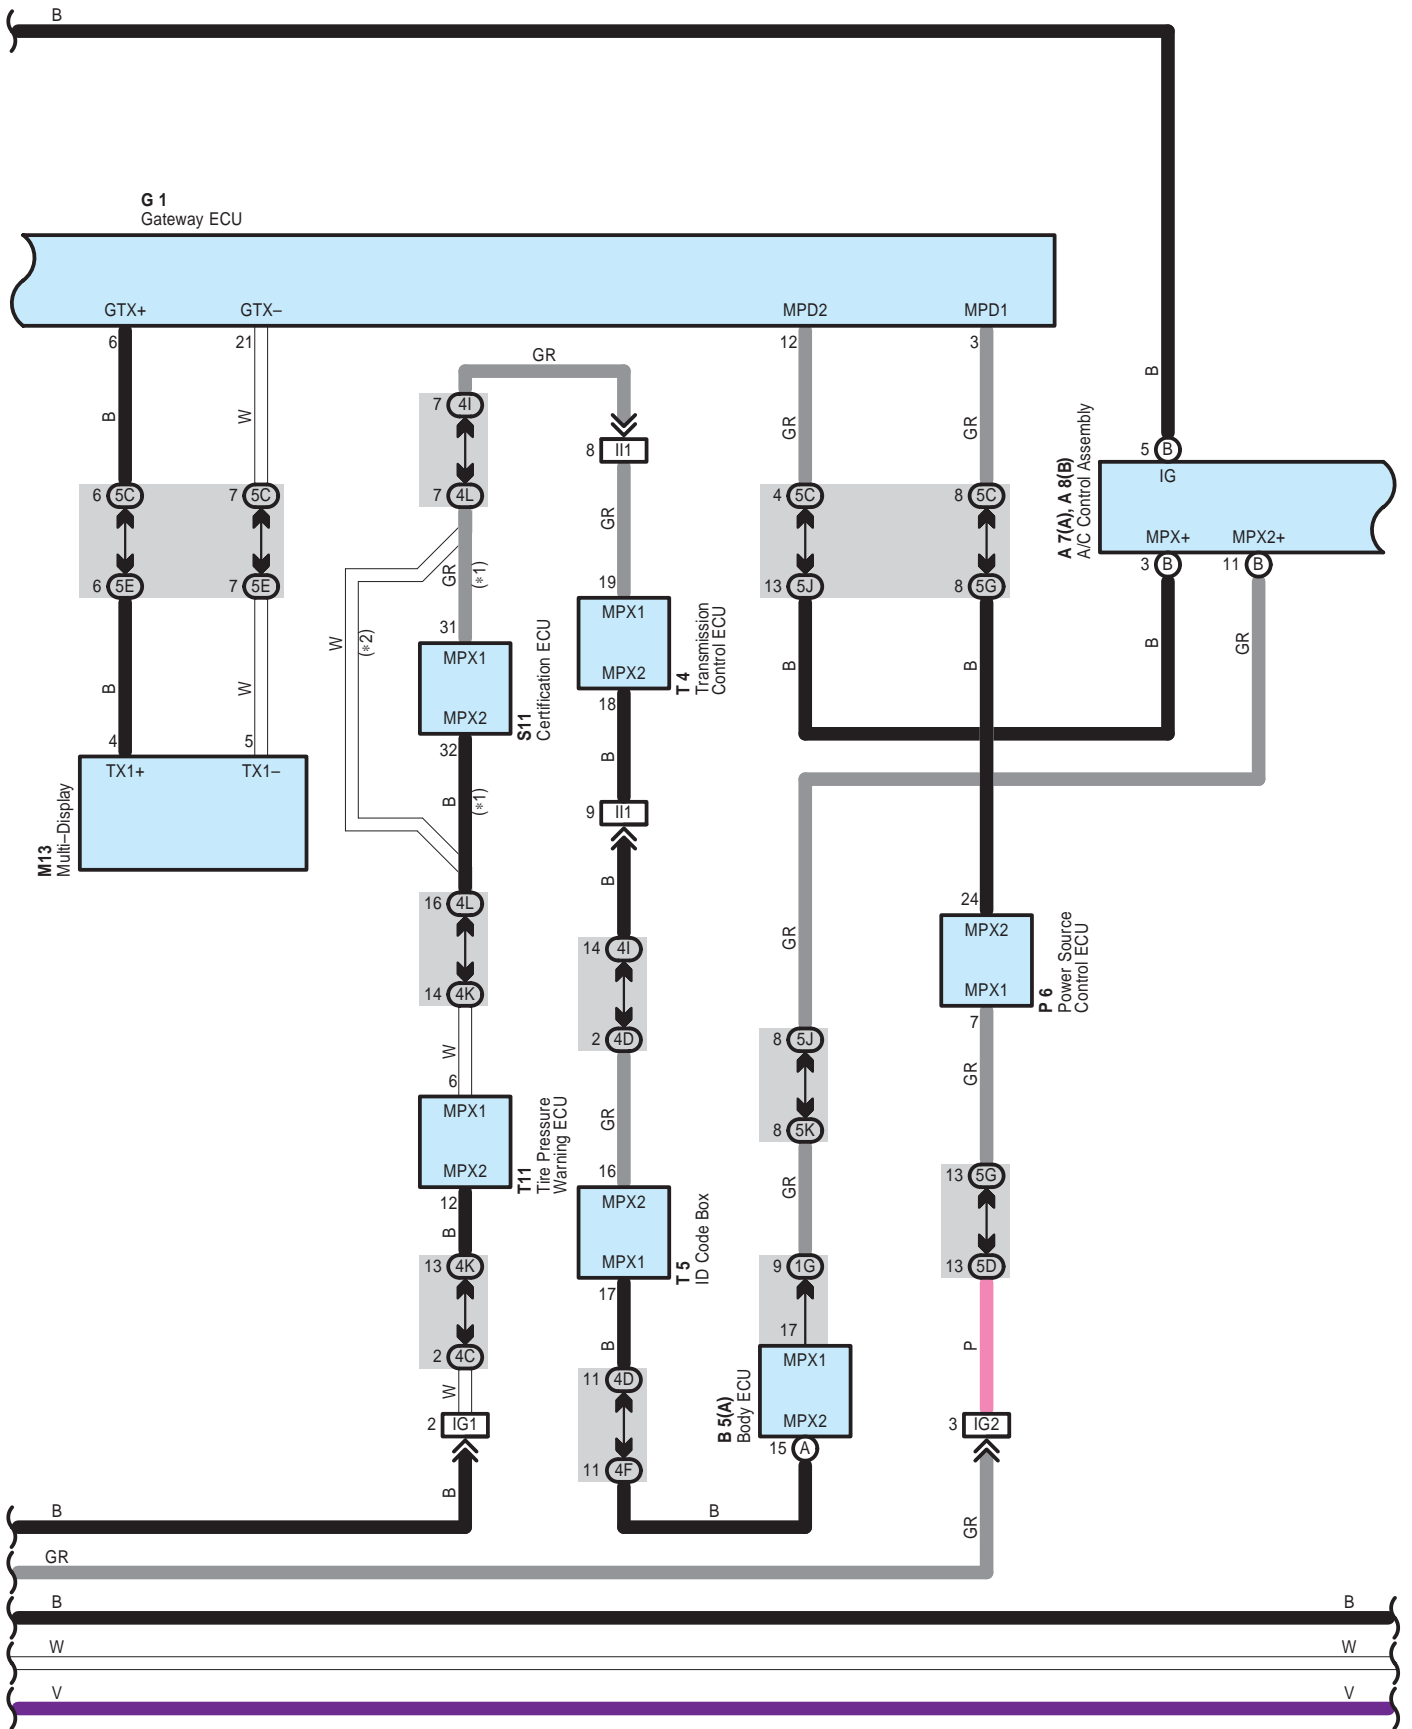 B
G 1
Gateway ECU
GTX+
GTX–
MPD2
MPD1
6
21
12
3
B
W
GR
GR
B
GR
7 4I
8 II1
5 B
IG
A 7(A), A 8(B)
A/C Control Assembly
6 5C
7 5C
7 4L
4 5C
8 5C
GR
MPX+
MPX2+
3 B
11 B
6 5E
7 5E
GR
(*1)
19
13 5J
8 5G
W
(*2)
31
MPX1
MPX2
S11
Certification ECU
MPX1
MPX2
T 4
Transmission
Control ECU
B
W
B
B
B
GR
4
5
TX1+
TX1–
M13
Multi–Display
32
B
(*1)
18
B
9 II1
B
16 4L
14 4I
GR
24
MPX2
MPX1
P 6
Power Source
Control ECU
14 4K
2 4D
8 5J
7
W
6
GR
GR
MPX1
MPX2
T11
Tire Pressure
Warning ECU
16
8 5K
12
B
MPX2
MPX1
T 5
ID Code Box
GR
13 5G
13 4K
17
9 1G
13 5D
B
17
P
2 4C
11 4D
MPX1
MPX2
B 5(A)
Body ECU
W
2 IG1
3 IG2
15 A
B
11 4F
GR
B
B
GR
B
B
W
W
V
V